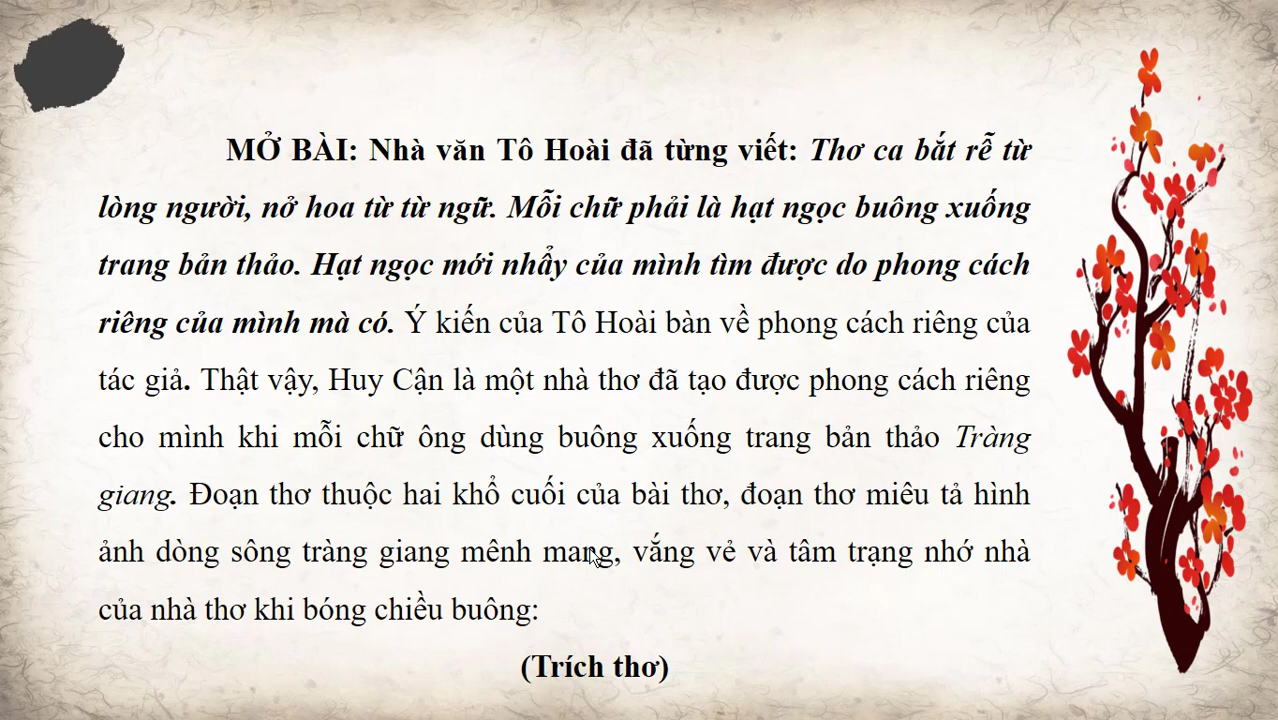 MỞ BÀI: Nhà văn Tô Hoài đã từng viết: Thơ ca bắt rễ từ
lòng người, nở hoa từ từ ngữ. Mỗi chữ phải là hạt ngọc buông xuống
trang bản thảo. Hạt ngọc mới nhẩy của mình tìm được do phong cách
riêng của mình mà có. Ý kiến của Tô Hoài bàn về phong cách riêng của
tác giả. Thật vậy, Huy Cận là một nhà thơ đã tạo được phong cách riêng
cho mình khi mỗi chữ ông dùng buông xuống trang bản thảo Tràng
giang. Đoạn thơ thuộc hai khổ cuối của bài thơ, đoạn thơ miêu tả hình
ảnh dòng sông tràng giang mênh mang, vắng vẻ và tâm trạng nhớ nhà
của nhà thơ khi bóng chiều buông:
(Trích thơ)